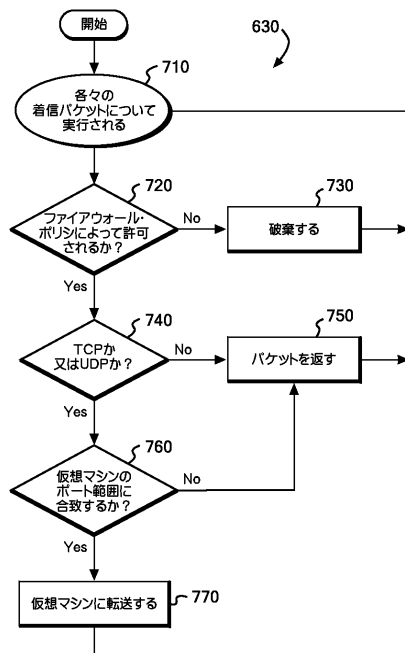 開始
630
710
各々の
着信パケットについて
実行される
720
ファイアウォール・
ポリシによって許可
されるか？
No
730
破棄する
Yes
740
TCPか
又はUDPか？
No
750
パケットを返す
Yes
760
仮想マシンの
ポート範囲に
合致するか？
No
Yes
仮想マシンに転送する
770